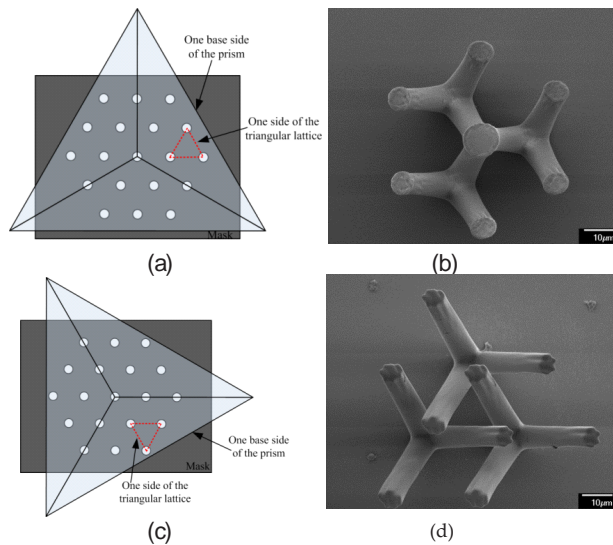 One base side
of the prism
One side of the
triangular lattice
Mask
(a)
10μm
(b)
One base side
of the prism
Mask
One side of the
triangular lattice
(c)
10μm
(d)